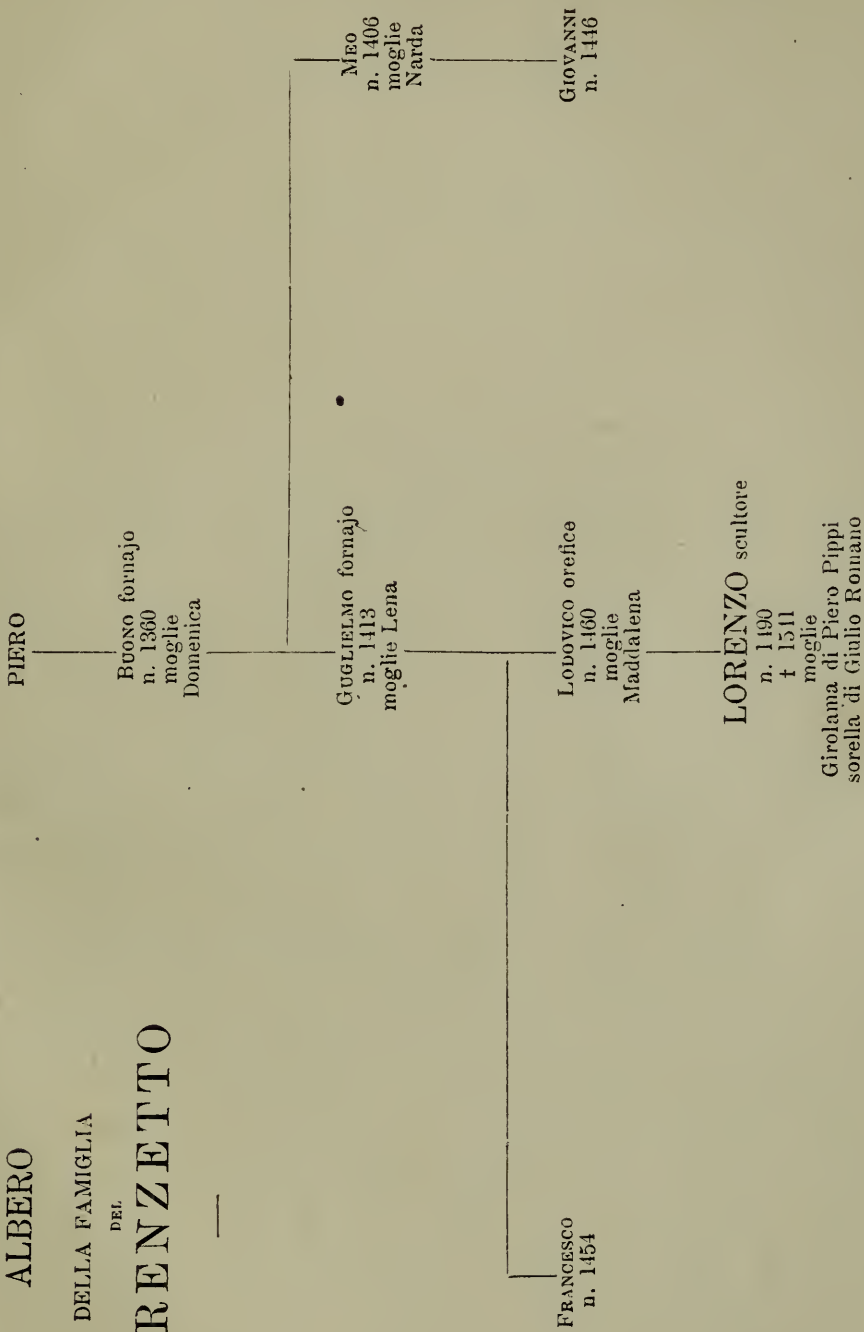 ALBERO
DELLA FAMIGLIA
DEL
RENZETTO
PIERO
BUONO fornajo
n. 1360
moglie
Domenica
MEO
n. 1406
moglie
Narda
GUGLIELMO fornajo
n. 1413
moglie Lena
GIOVANNI
n. 1446
FRANCESCO
n. 1454
LODOVICO orefice
n. 1460
moglie
Maddalena
LORENZO scultore
n. 1490
† 1541
moglie
Girolama di Piero Pippi
sorella di Giulio Romano